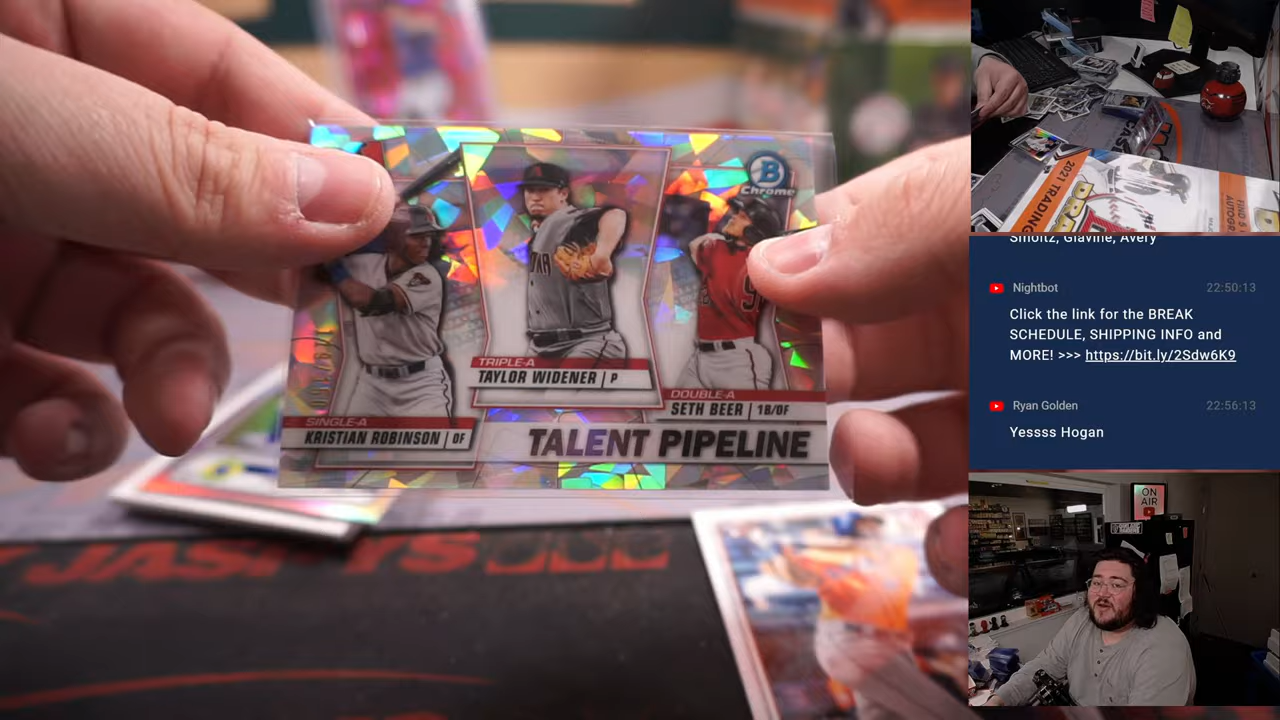 B
Chrome
TRIPLE-A
TAYLOR WIDENER | P
DOUBLE-A
SETH BEER | 1B/OF
SINGLE-A
KRISTIAN ROBINSON | OF
TALENT PIPELINE
JASPYS
2021 TRADING
Smoltz, Glavine, Avery
Nightbot 22:50:13
Click the link for the BREAK
SCHEDULE, SHIPPING INFO and
MORE! >>> https://bit.ly/2Sdw6K9
Ryan Golden 22:56:13
Yessss Hogan
ON
AIR